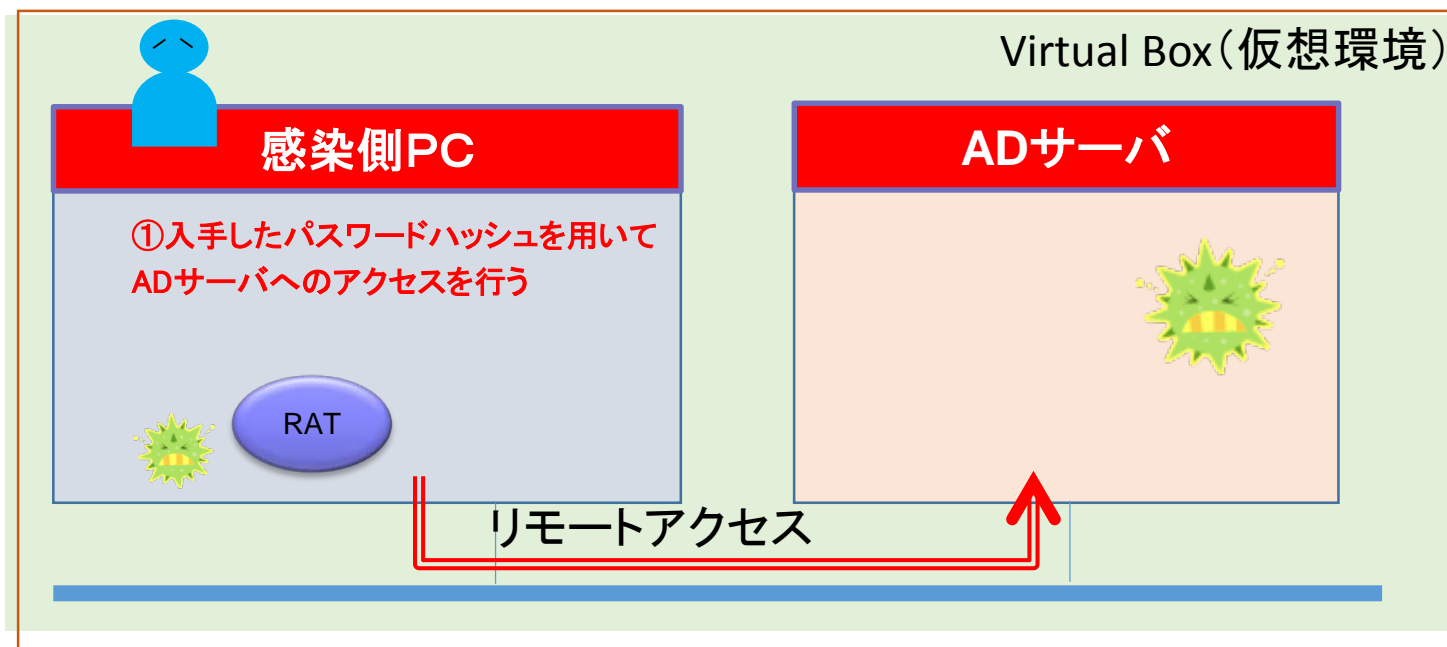 Virtual Box(仮想環境)
感染側PC
ADサーバ
①入手したパスワードハッシュを用いて
ADサーバへのアクセスを行う
RAT
リモートアクセス